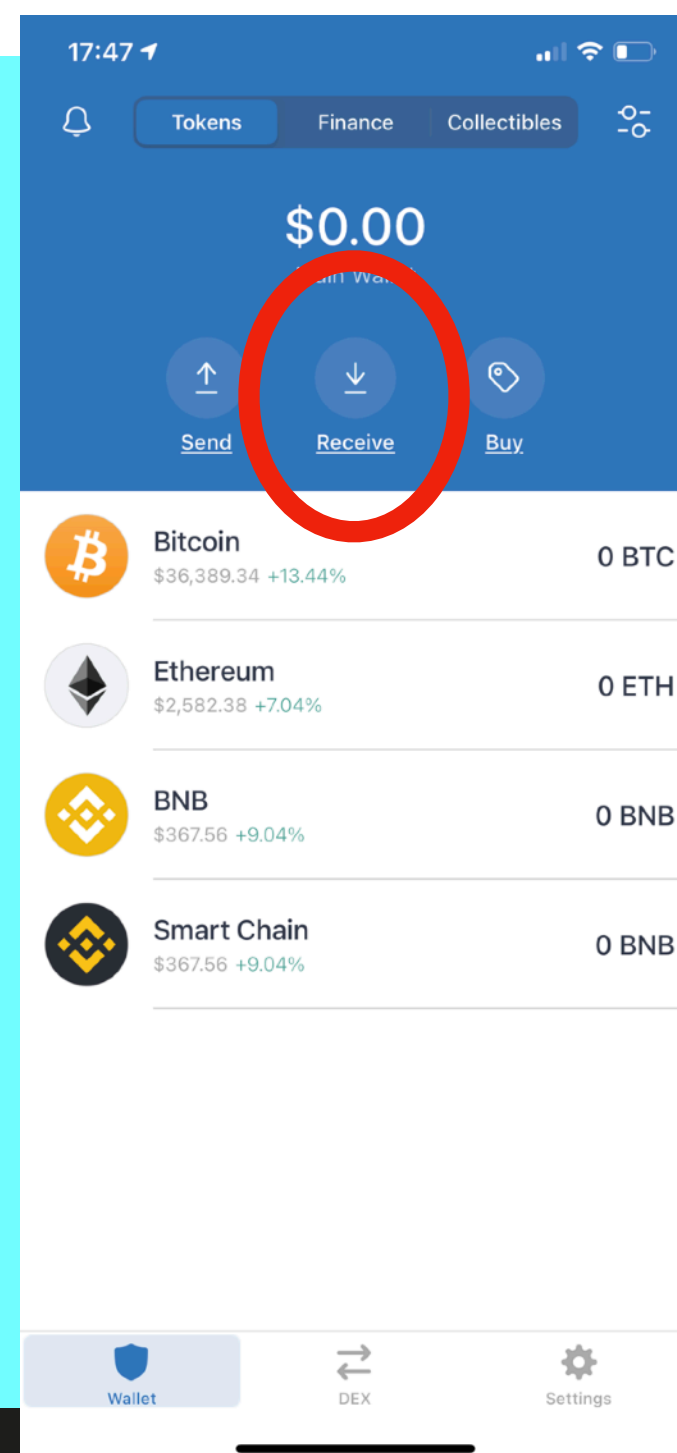 17:47
Tokens Finance Collectibles
$0.00
Send Receive Buy
Bitcoin
0 BTC
$36,389.34 +13.44%
Ethereum
0 ETH
$2,582.38 +7.04%
BNB
0 BNB
$367.56 +9.04%
Smart Chain
0 BNB
$367.56 +9.04%
Wallet DEX Settings